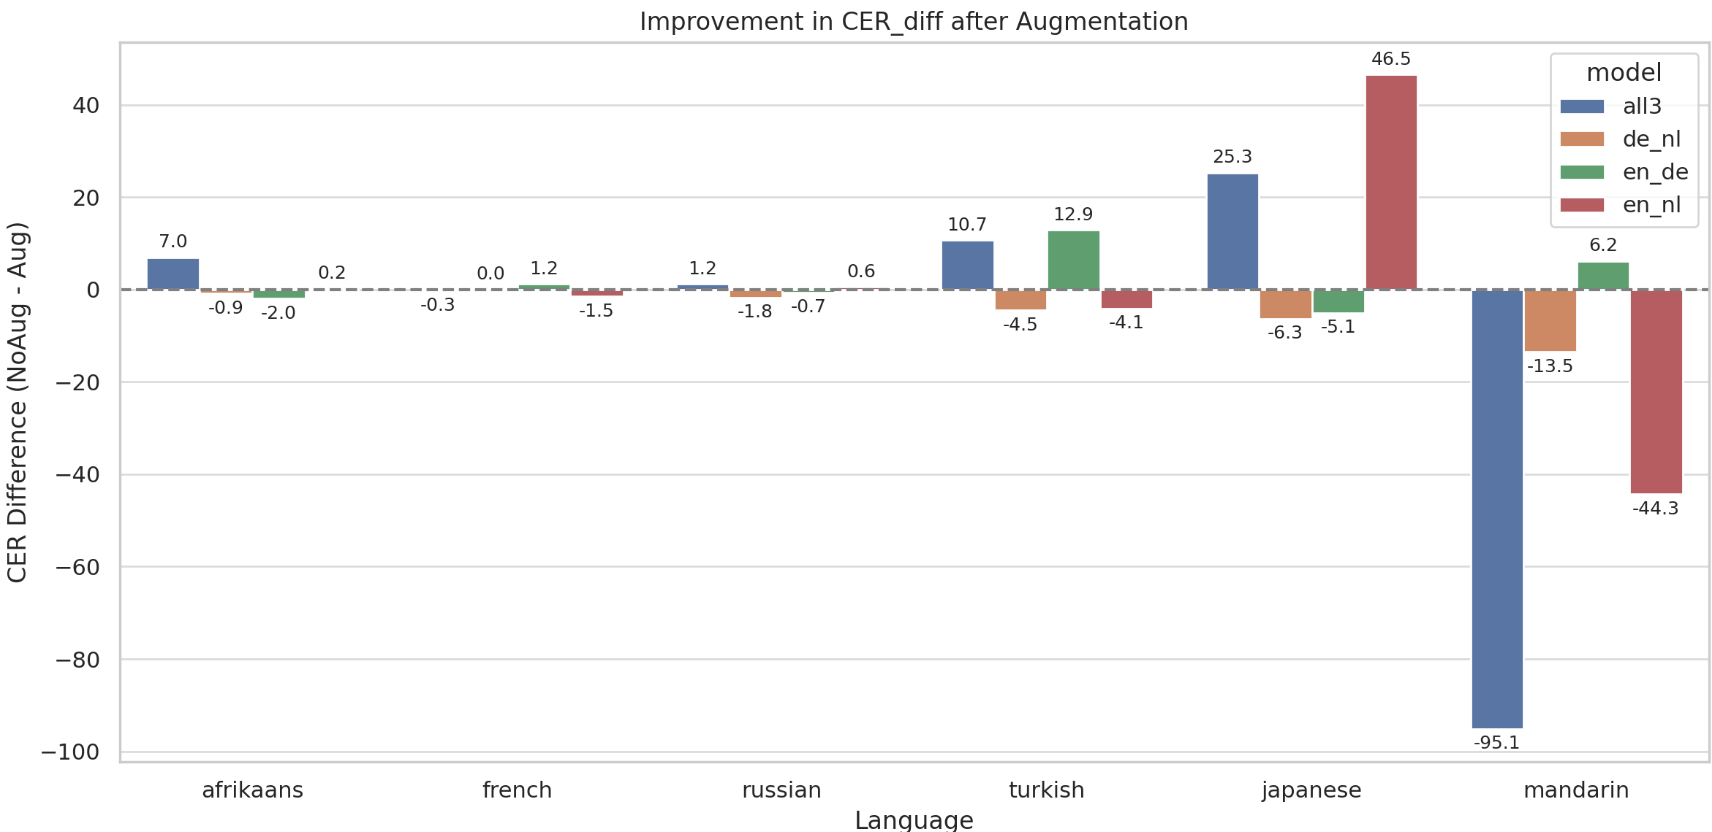 Improvement in CER_diff after Augmentation
CER Difference (NoAug - Aug)
40
20
0
−20
−40
−60
−80
−100
7.0
-0.9
-2.0
0.2
-0.3
0.0
1.2
-1.5
1.2
-1.8
-0.7
0.6
10.7
-4.5
12.9
-4.1
25.3
-6.3
-5.1
46.5
-95.1
-13.5
6.2
-44.3
model
all3
de_nl
en_de
en_nl
afrikaans
french
russian
turkish
japanese
mandarin
Language